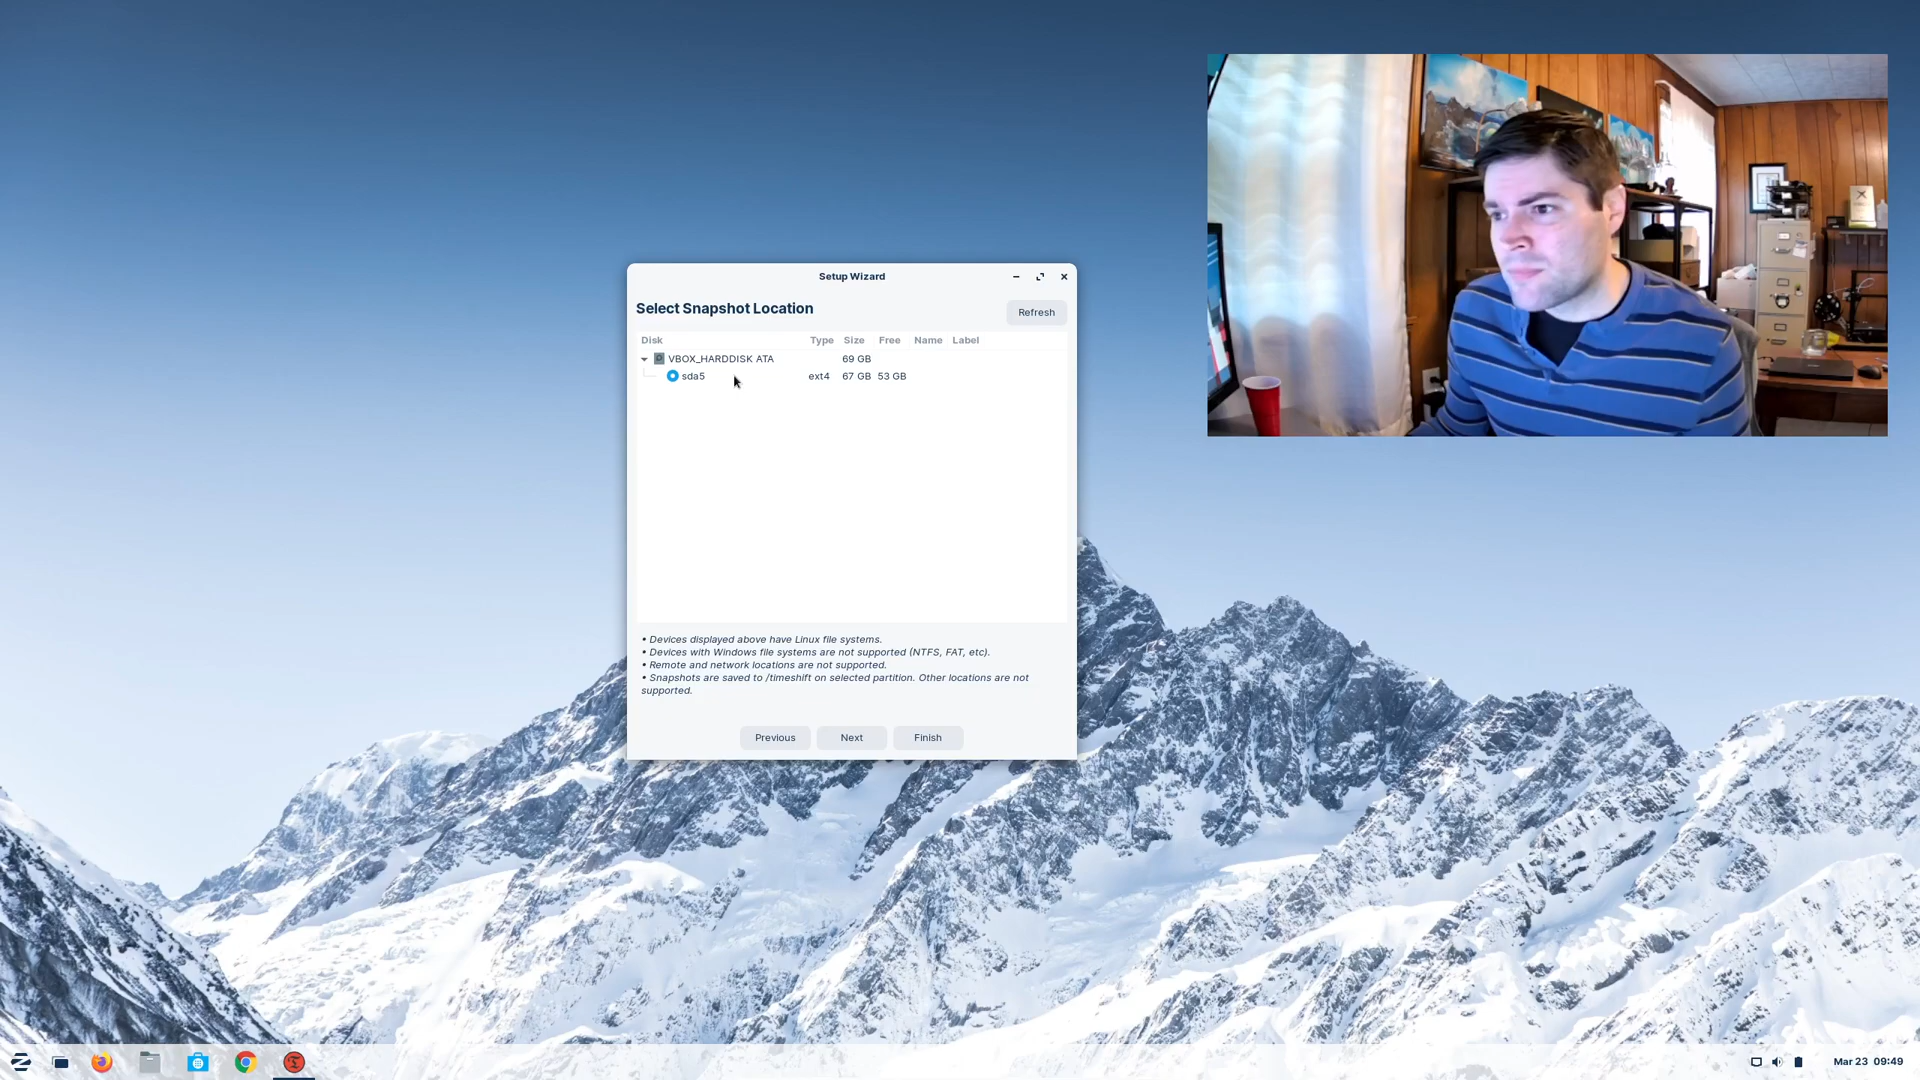 Setup Wizard
Select Snapshot Location
Refresh
Disk Type Size Free Name Label
VBOX_HARDDISK ATA 69 GB
sda5 ext4 67 GB 53 GB
• Devices displayed above have Linux file systems.
• Devices with Windows file systems are not supported (NTFS, FAT, etc).
• Remote and network locations are not supported.
• Snapshots are saved to /timeshift on selected partition. Other locations are not
supported.
Previous Next Finish
Mar 23 09:49